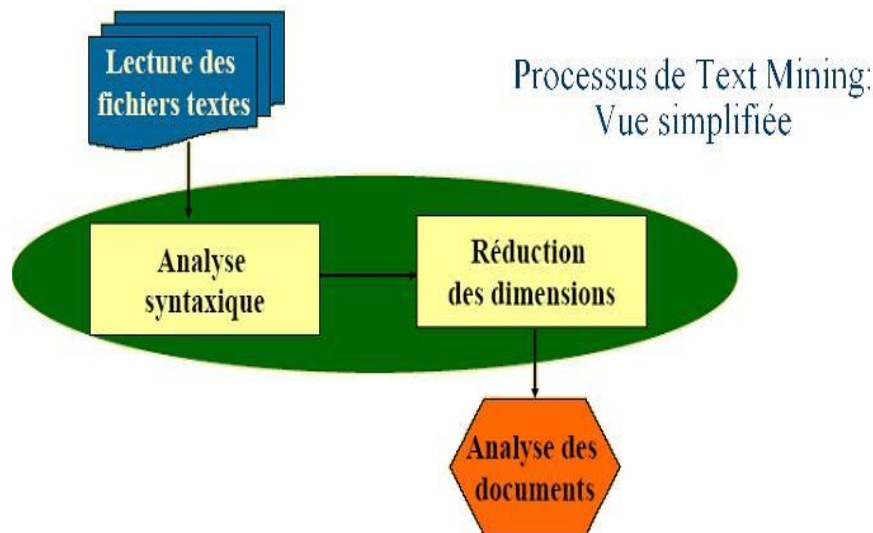 Lecture des
fichiers textes
Processus de Text Mining:
Vue simplifiée
Analyse
syntaxique
Réduction
des dimensions
Analyse des
documents